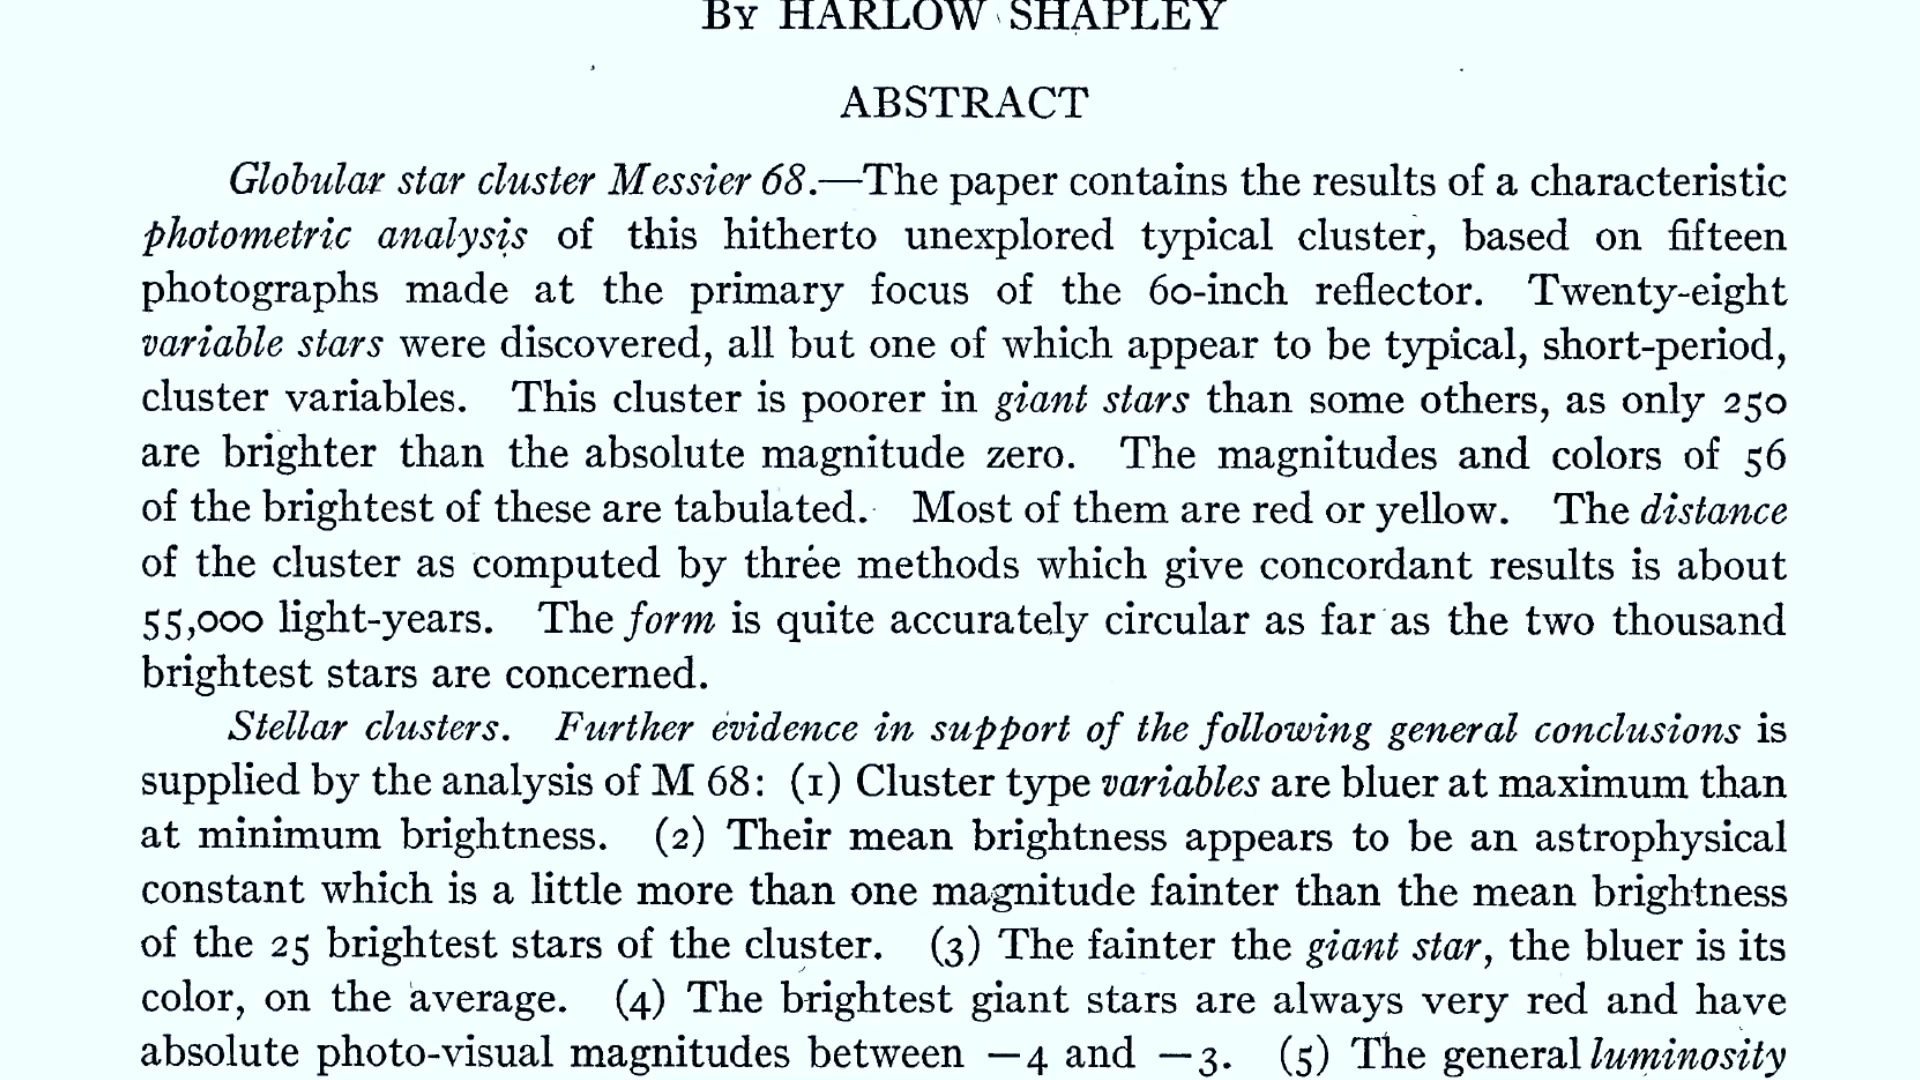 By HARLOW SHAPLEY
ABSTRACT
Globular star cluster Messier 68.—The paper contains the results of a characteristic
photometric analysis of this hitherto unexplored typical cluster, based on fifteen
photographs made at the primary focus of the 60-inch reflector. Twenty-eight
variable stars were discovered, all but one of which appear to be typical, short-period,
cluster variables. This cluster is poorer in giant stars than some others, as only 250
are brighter than the absolute magnitude zero. The magnitudes and colors of 56
of the brightest of these are tabulated. Most of them are red or yellow. The distance
of the cluster as computed by three methods which give concordant results is about
55,000 light-years. The form is quite accurately circular as far as the two thousand
brightest stars are concerned.
Stellar clusters. Further evidence in support of the following general conclusions is
supplied by the analysis of M 68: (1) Cluster type variables are bluer at maximum than
at minimum brightness. (2) Their mean brightness appears to be an astrophysical
constant which is a little more than one magnitude fainter than the mean brightness
of the 25 brightest stars of the cluster. (3) The fainter the giant star, the bluer is its
color, on the average. (4) The brightest giant stars are always very red and have
absolute photo-visual magnitudes between −4 and −3. (5) The general luminosity